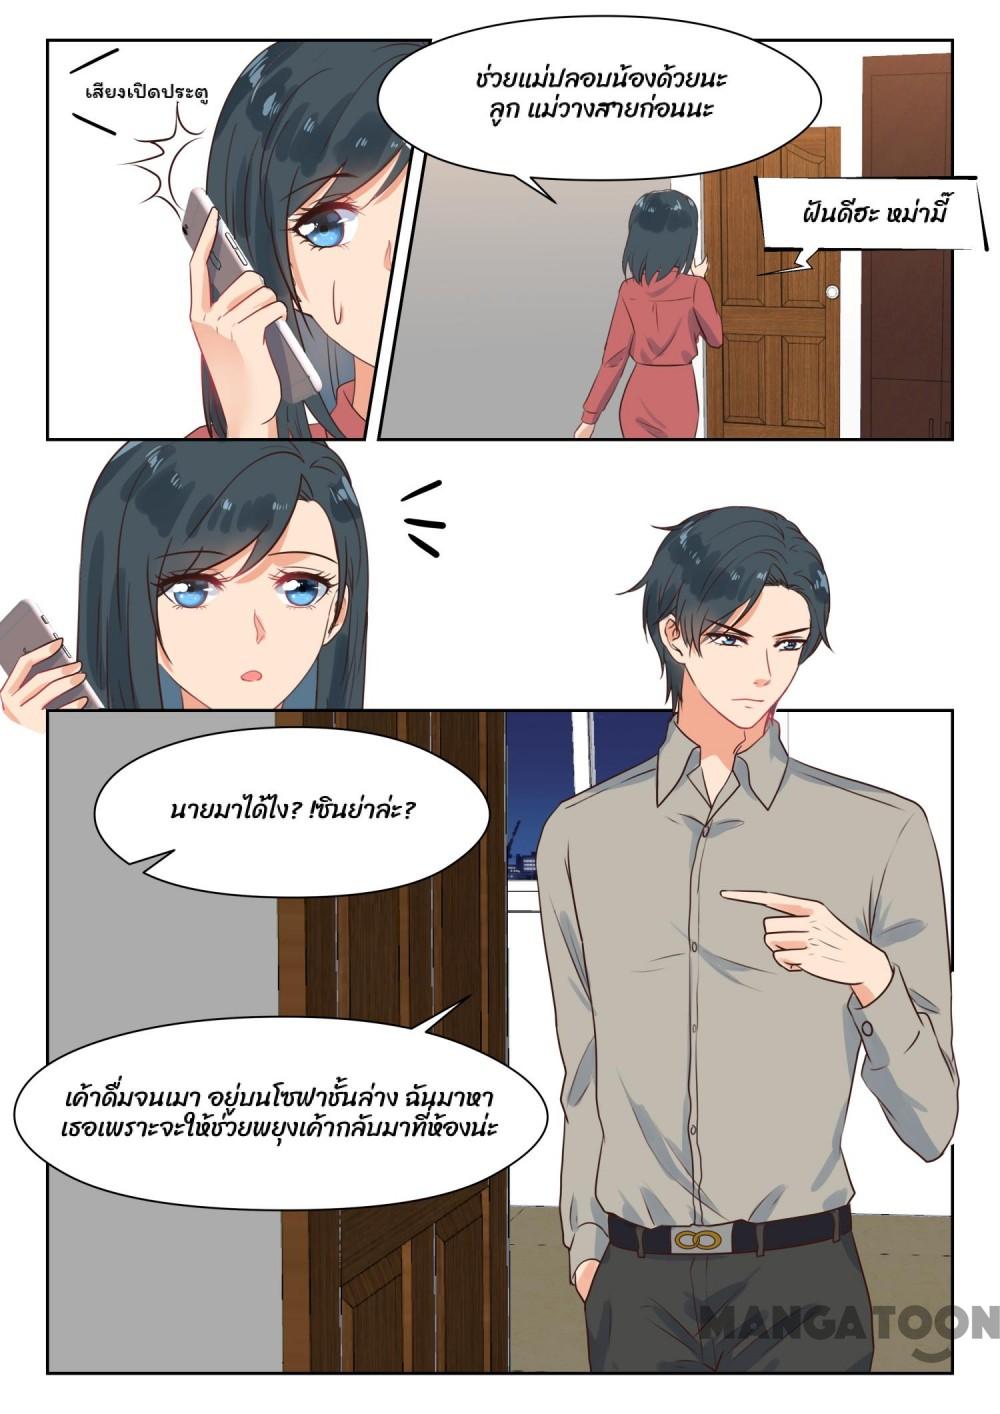 เสียงเปิดประตู
ช่วยแม่ปลอบน้องด้วยนะ
ลูก แม่วางสายก่อนนะ
ฝันดีฮะ หม่ามี๊
นายมาได้ไง? !ซินย่าล่ะ?
เค้าดื่มจนเมา อยู่บนโซฟาชั้นล่าง ฉันมาหา
เธอเพราะจะให้ช่วยพยุงเค้ากลับมาที่ห้องน่ะ
MANGATOON